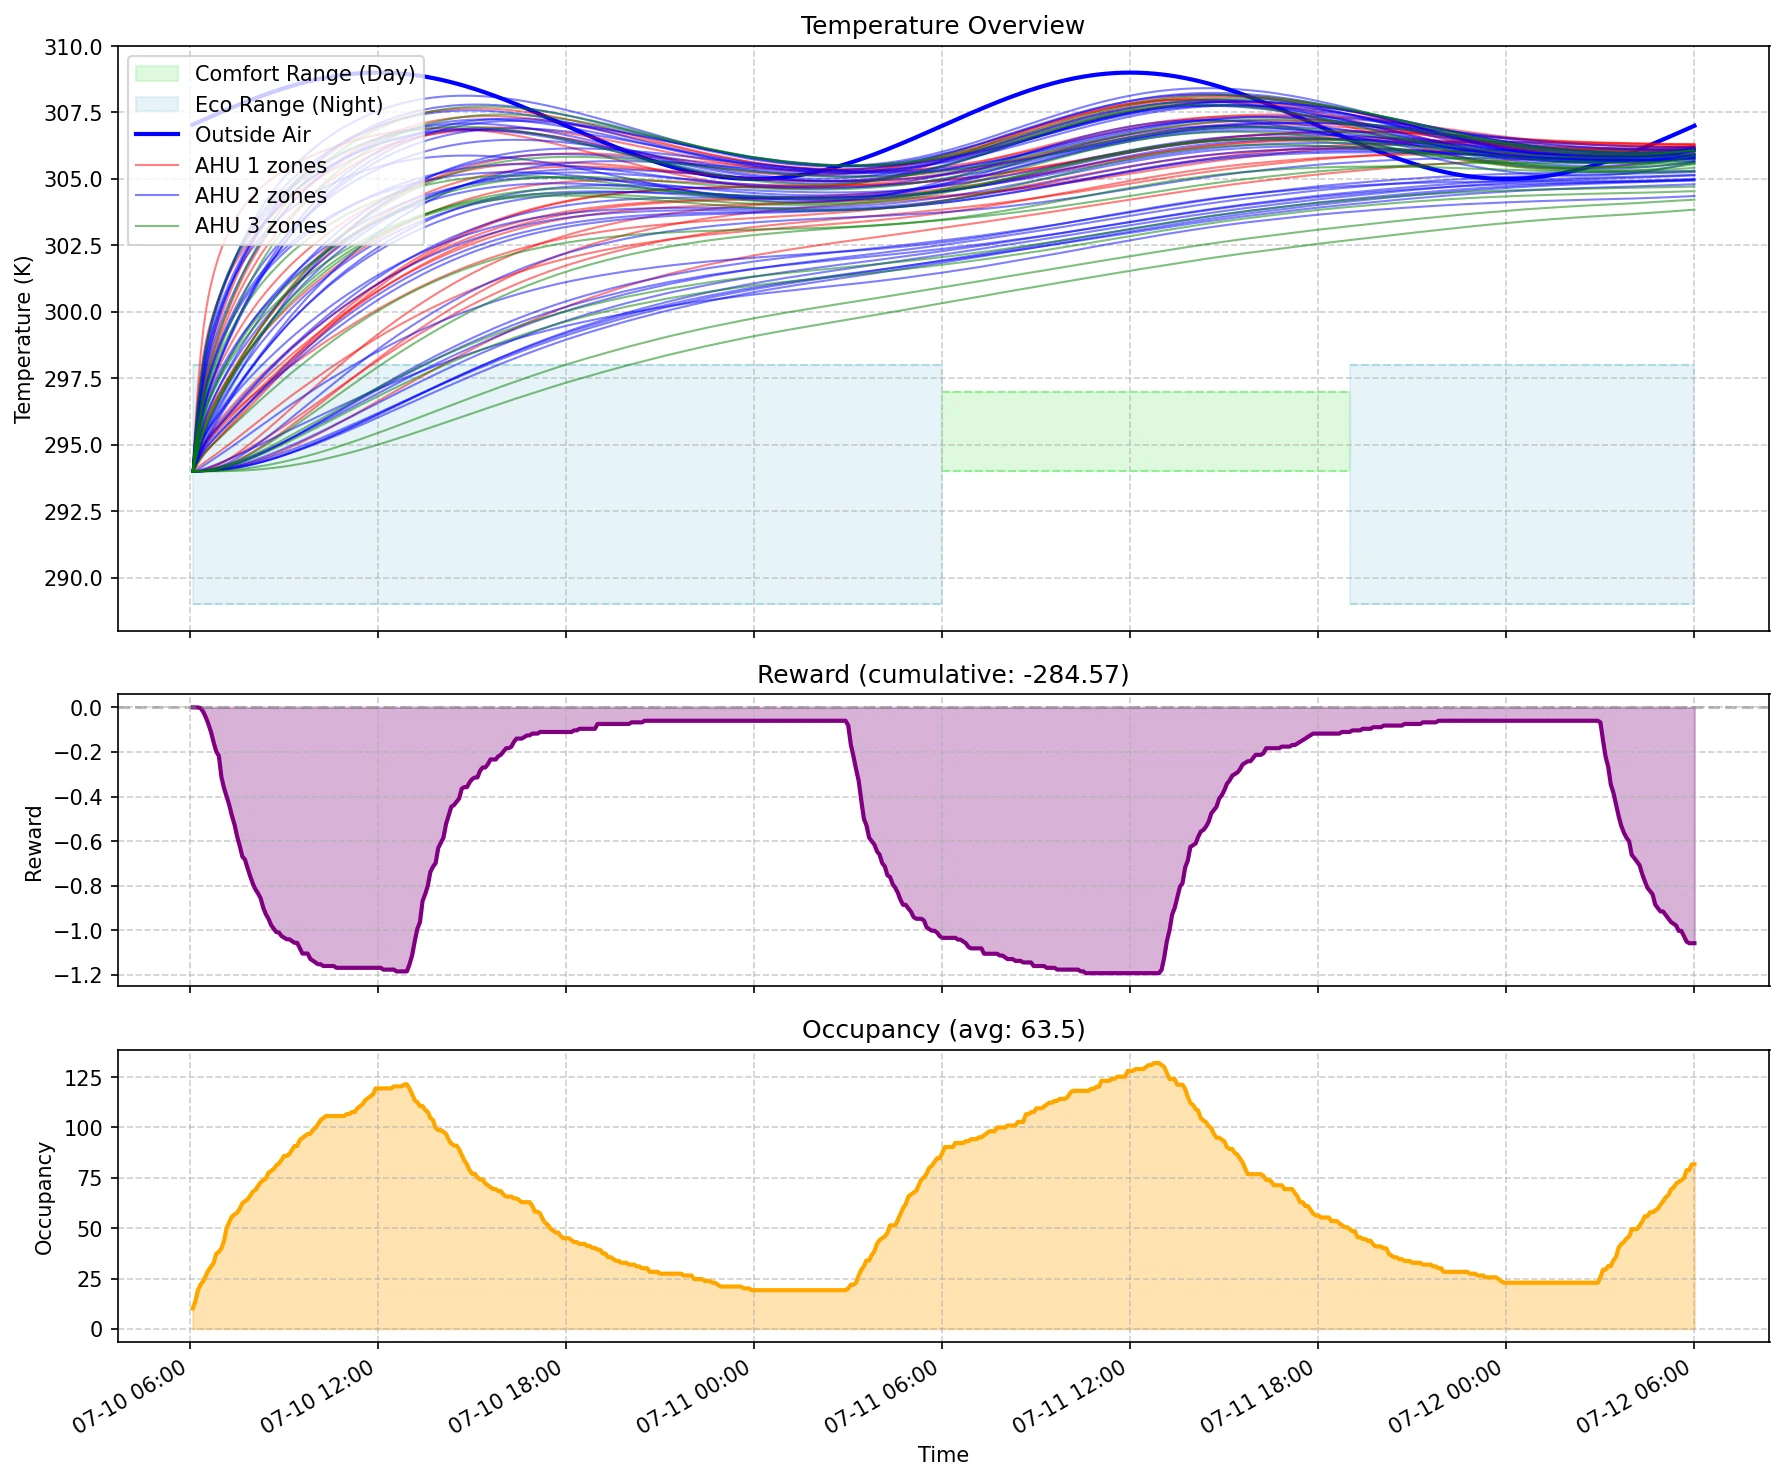 Temperature Overview
Temperature (K)
310.0
307.5
305.0
302.5
300.0
297.5
295.0
292.5
290.0
Comfort Range (Day)
Eco Range (Night)
Outside Air
AHU 1 zones
AHU 2 zones
AHU 3 zones
Reward (cumulative: -284.57)
Reward
0.0
−0.2
−0.4
−0.6
−0.8
−1.0
−1.2
Occupancy (avg: 63.5)
Occupancy
125
100
75
50
25
0
07-10 06:00
07-10 12:00
07-10 18:00
07-11 00:00
07-11 06:00
07-11 12:00
07-11 18:00
07-12 00:00
07-12 06:00
Time